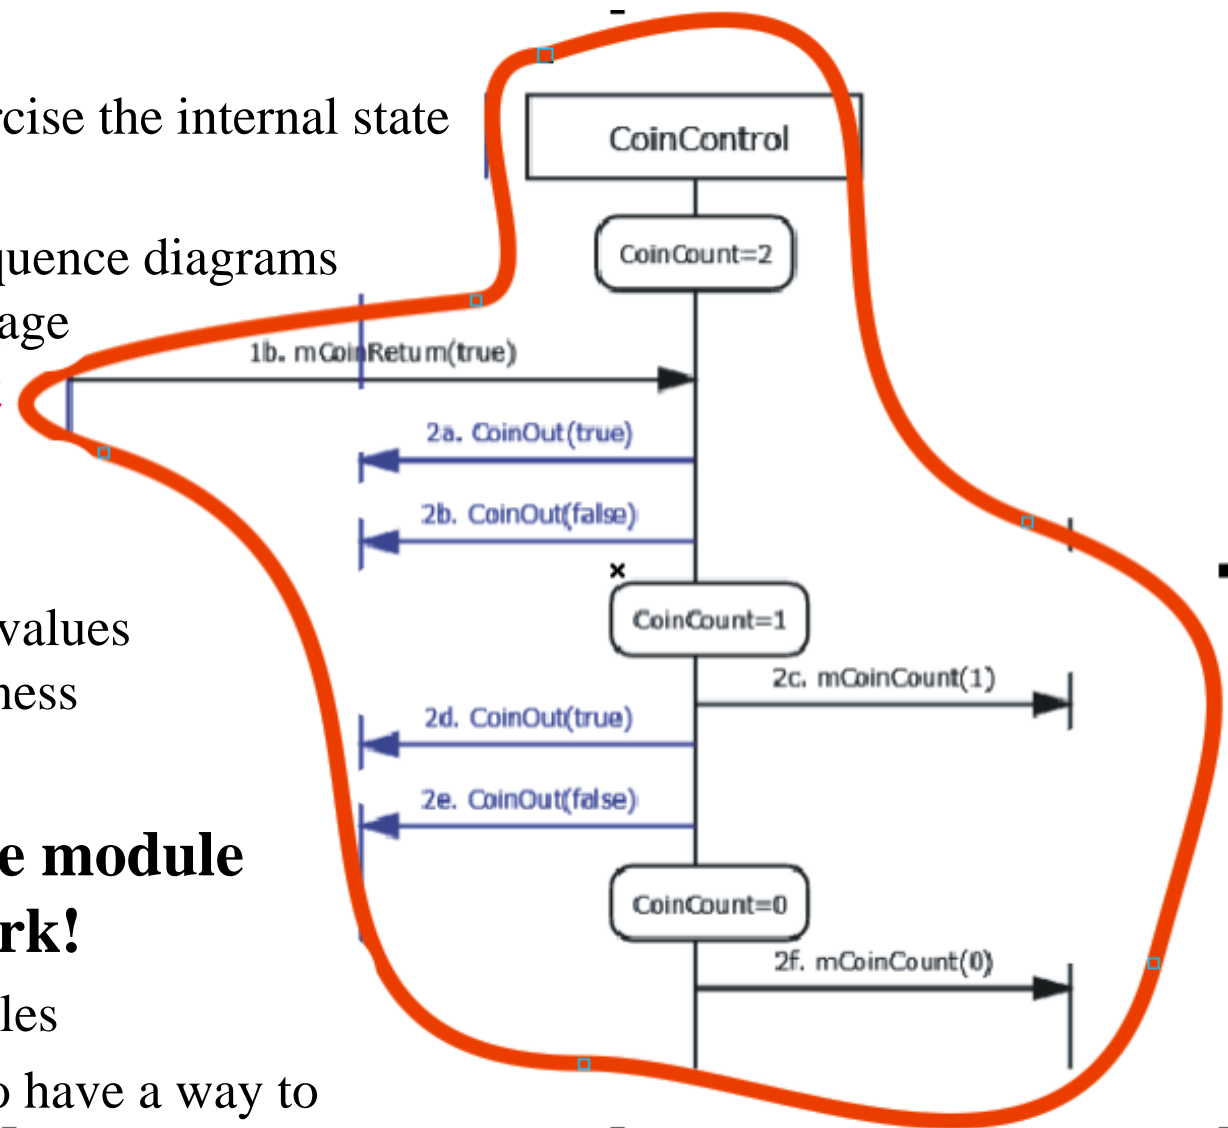 rcise the internal state
CoinControl
CoinCount=2
quence diagrams
age
1b. mCoinReturn(true)
2a. CoinOut(true)
2b. CoinOut(false)
CoinCount=1
values
2c. mCoinCount(1)
ness
2d. CoinOut(true)
2e. CoinOut(false)
e module
CoinCount=0
rk!
2f. mCoinCount(0)
les
o have a way to